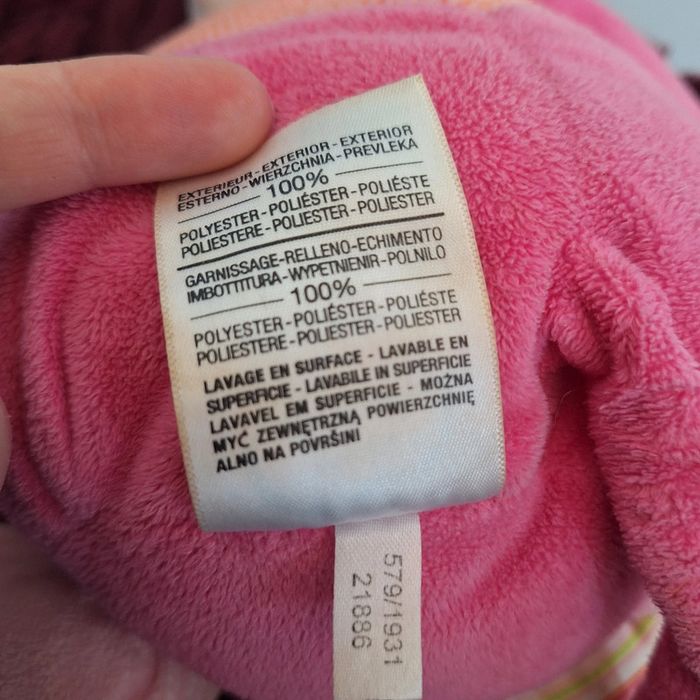 EXTERIEUR - EXTERIOR - EXTERIOR
ESTERNO - WIERZCHNIA - PREVLEKA
100%
POLYESTER - POLIÉSTER - POLIÉSTE
POLIESTERE - POLIESTER - POLIESTER
GARNISSAGE - RELLENO - ECHIMENTO
IMBOTTITURA - WYPETNIENIR - POLNILO
100%
POLYESTER - POLIÉSTER - POLIÉSTE
POLIESTERE - POLIESTER - POLIESTER
LAVAGE EN SURFACE - LAVABLE EN
SUPERFICIE - LAVABILE IN SUPERFICIE
LAVAVEL EM SUPERFICIE - MOŻNA
MYĆ ZEWNĘTRZNĄ POWIERZCHNIĘ
ALNO NA POVRŠINI
579/1931
21886